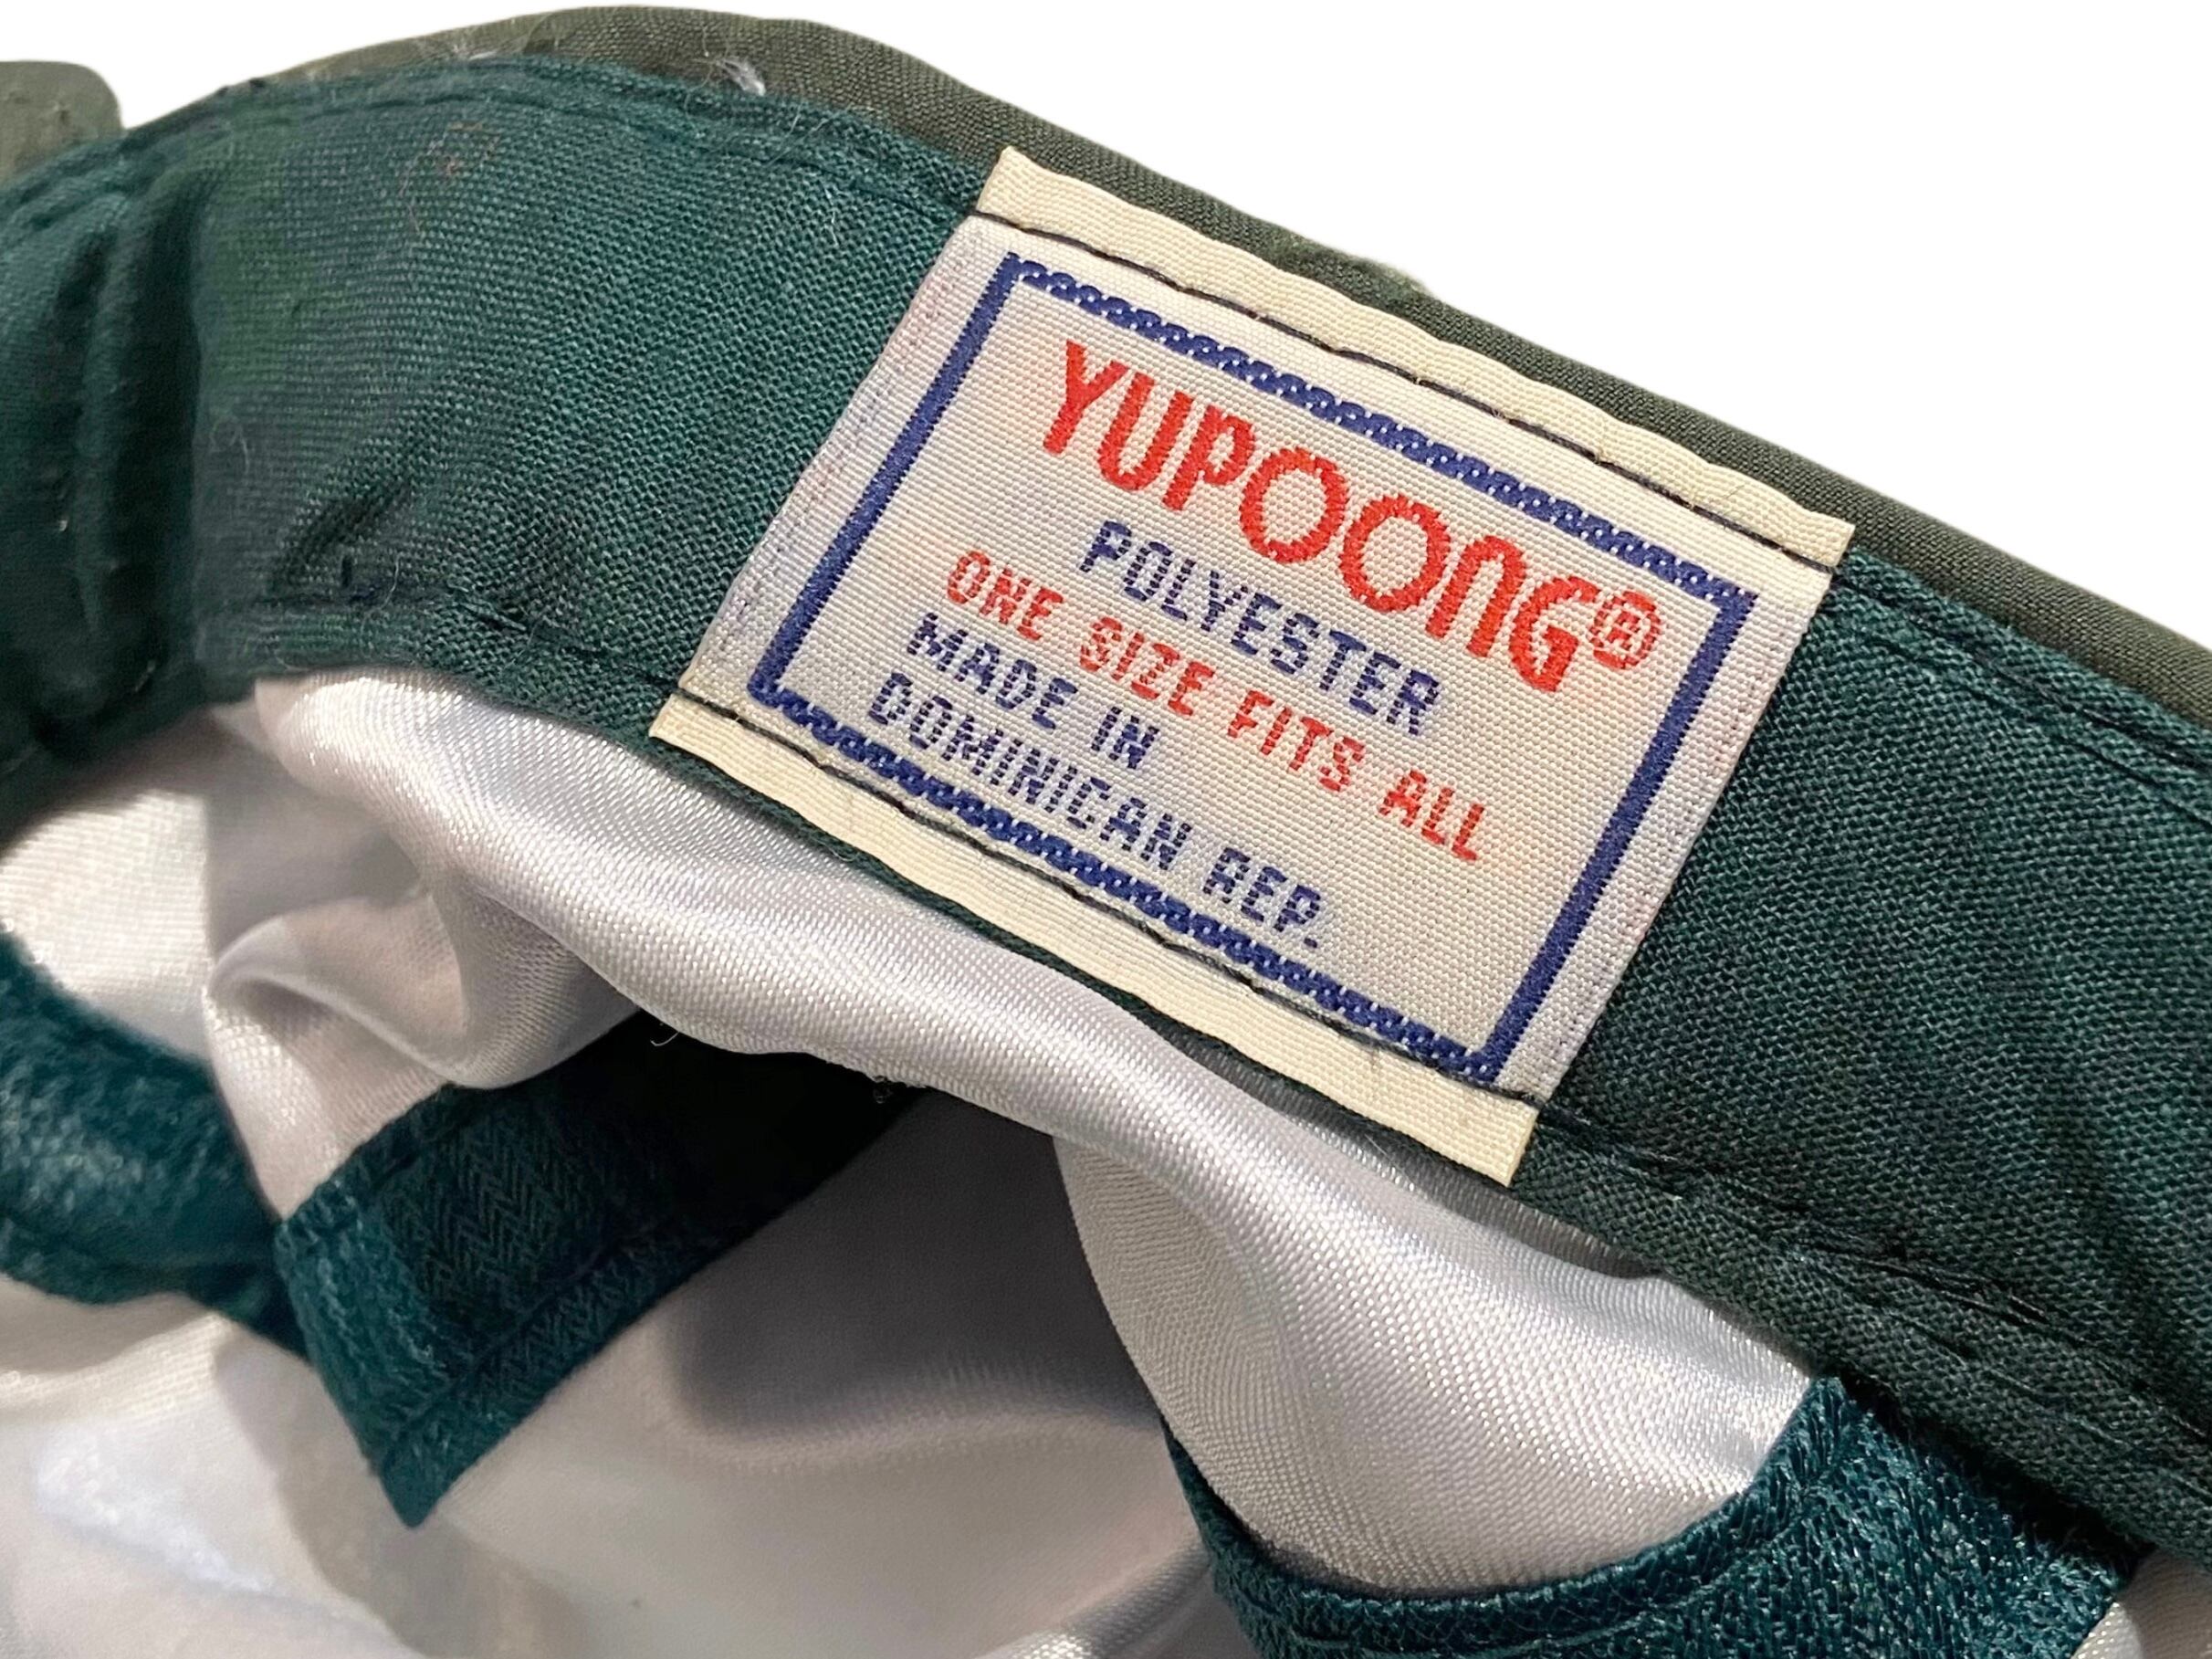 YUPOONG®
POLYESTER
ONE SIZE FITS ALL
MADE IN
DOMINICAN REP.